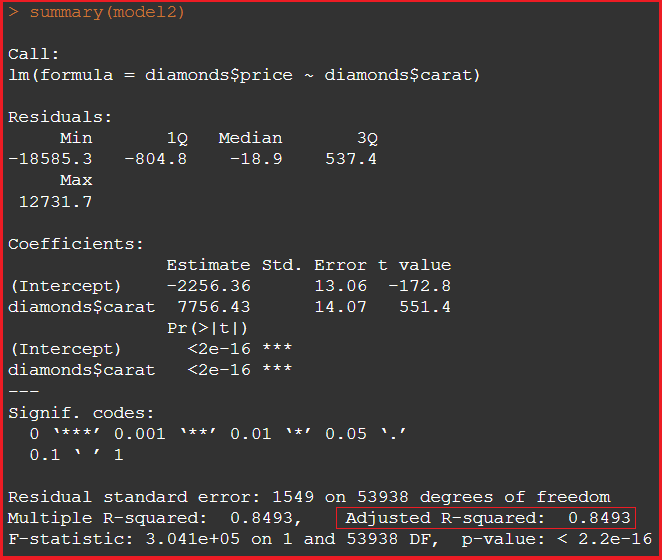 > summary(model2)
Call:
lm(formula = diamonds$price ~ diamonds$carat)
Residuals:
     Min       1Q   Median       3Q
-18585.3   -804.8    -18.9    537.4
     Max
 12731.7
Coefficients:
               Estimate Std. Error t value
(Intercept)    -2256.36      13.06  -172.8
diamonds$carat  7756.43      14.07   551.4
               Pr(>|t|)
(Intercept)      <2e-16 ***
diamonds$carat   <2e-16 ***
---
Signif. codes:
  0 ‘***’ 0.001 ‘**’ 0.01 ‘*’ 0.05 ‘.’
  0.1 ‘ ’ 1
Residual standard error: 1549 on 53938 degrees of freedom
Multiple R-squared:  0.8493,    Adjusted R-squared:  0.8493
F-statistic: 3.041e+05 on 1 and 53938 DF,  p-value: < 2.2e-16